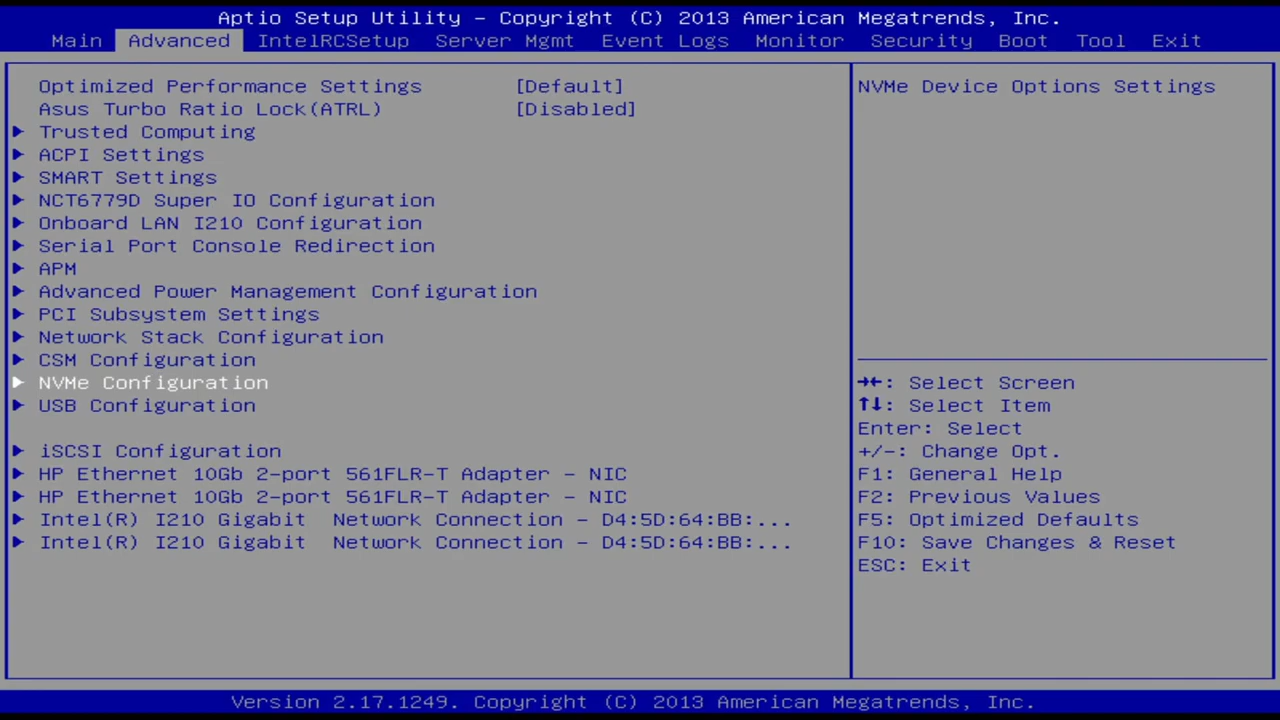 Aptio Setup Utility – Copyright (C) 2013 American Megatrends, Inc.
Main Advanced IntelRCSetup Server Mgmt Event Logs Monitor Security Boot Tool Exit
Optimized Performance Settings [Default]
Asus Turbo Ratio Lock(ATRL) [Disabled]
Trusted Computing
ACPI Settings
SMART Settings
NCT6779D Super IO Configuration
Onboard LAN I210 Configuration
Serial Port Console Redirection
APM
Advanced Power Management Configuration
PCI Subsystem Settings
Network Stack Configuration
CSM Configuration
NVMe Configuration
USB Configuration
iSCSI Configuration
HP Ethernet 10Gb 2-port 561FLR-T Adapter – NIC
HP Ethernet 10Gb 2-port 561FLR-T Adapter – NIC
Intel(R) I210 Gigabit  Network Connection – D4:5D:64:BB:...
Intel(R) I210 Gigabit  Network Connection – D4:5D:64:BB:...
NVMe Device Options Settings
→←: Select Screen
↑↓: Select Item
Enter: Select
+/-: Change Opt.
F1: General Help
F2: Previous Values
F5: Optimized Defaults
F10: Save Changes & Reset
ESC: Exit
Version 2.17.1249. Copyright (C) 2013 American Megatrends, Inc.